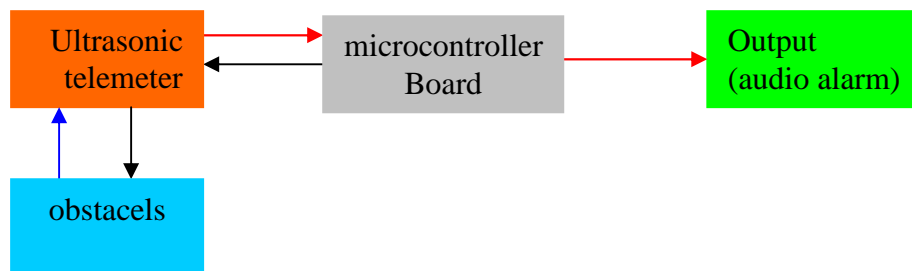 Ultrasonic
telemeter
microcontroller
Board
Output
(audio alarm)
obstacels